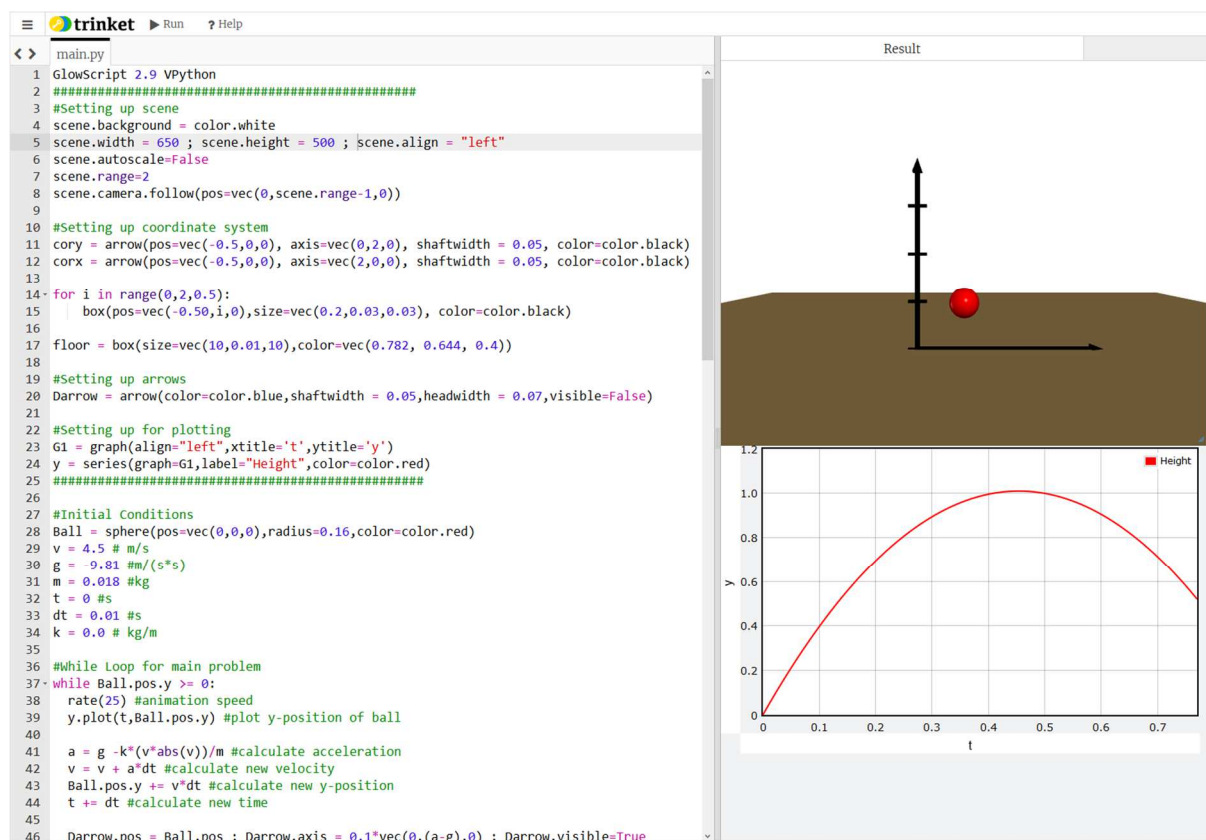 trinket Run ? Help
main.py
Result
1 GlowScript 2.9 VPython
2 #################################################
3 #Setting up scene
4 scene.background = color.white
5 scene.width = 650 ; scene.height = 500 ; scene.align = "left"
6 scene.autoscale=False
7 scene.range=2
8 scene.camera.follow(pos=vec(0,scene.range-1,0))
9
10 #Setting up coordinate system
11 cory = arrow(pos=vec(-0.5,0,0), axis=vec(0,2,0), shaftwidth = 0.05, color=color.black)
12 corx = arrow(pos=vec(-0.5,0,0), axis=vec(2,0,0), shaftwidth = 0.05, color=color.black)
13
14 for i in range(0,2,0.5):
15 box(pos=vec(-0.50,i,0),size=vec(0.2,0.03,0.03), color=color.black)
16
17 floor = box(size=vec(10,0.01,10),color=vec(0.782, 0.644, 0.4))
18
19 #Setting up arrows
20 Darrow = arrow(color=color.blue,shaftwidth = 0.05,headwidth = 0.07,visible=False)
21
22 #Setting up for plotting
23 G1 = graph(align="left",xtitle='t',ytitle='y')
24 y = series(graph=G1,label="Height",color=color.red)
25 ##################################################
26
27 #Initial Conditions
28 Ball = sphere(pos=vec(0,0,0),radius=0.16,color=color.red)
29 v = 4.5 # m/s
30 g = -9.81 #m/(s*s)
31 m = 0.018 #kg
32 t = 0 #s
33 dt = 0.01 #s
34 k = 0.0 # kg/m
35
36 #While Loop for main problem
37 while Ball.pos.y >= 0:
38 rate(25) #animation speed
39 y.plot(t,Ball.pos.y) #plot y-position of ball
40
41 a = g -k*(v*abs(v))/m #calculate acceleration
42 v = v + a*dt #calculate new velocity
43 Ball.pos.y += v*dt #calculate new y-position
44 t += dt #calculate new time
45
46 Darrow.pos = Ball.pos ; Darrow.axis = 0.1*vec(0,(a-g),0) ; Darrow.visible=True
Height
1.2
1.0
0.8
0.6
0.4
0.2
0
y
0 0.1 0.2 0.3 0.4 0.5 0.6 0.7
t